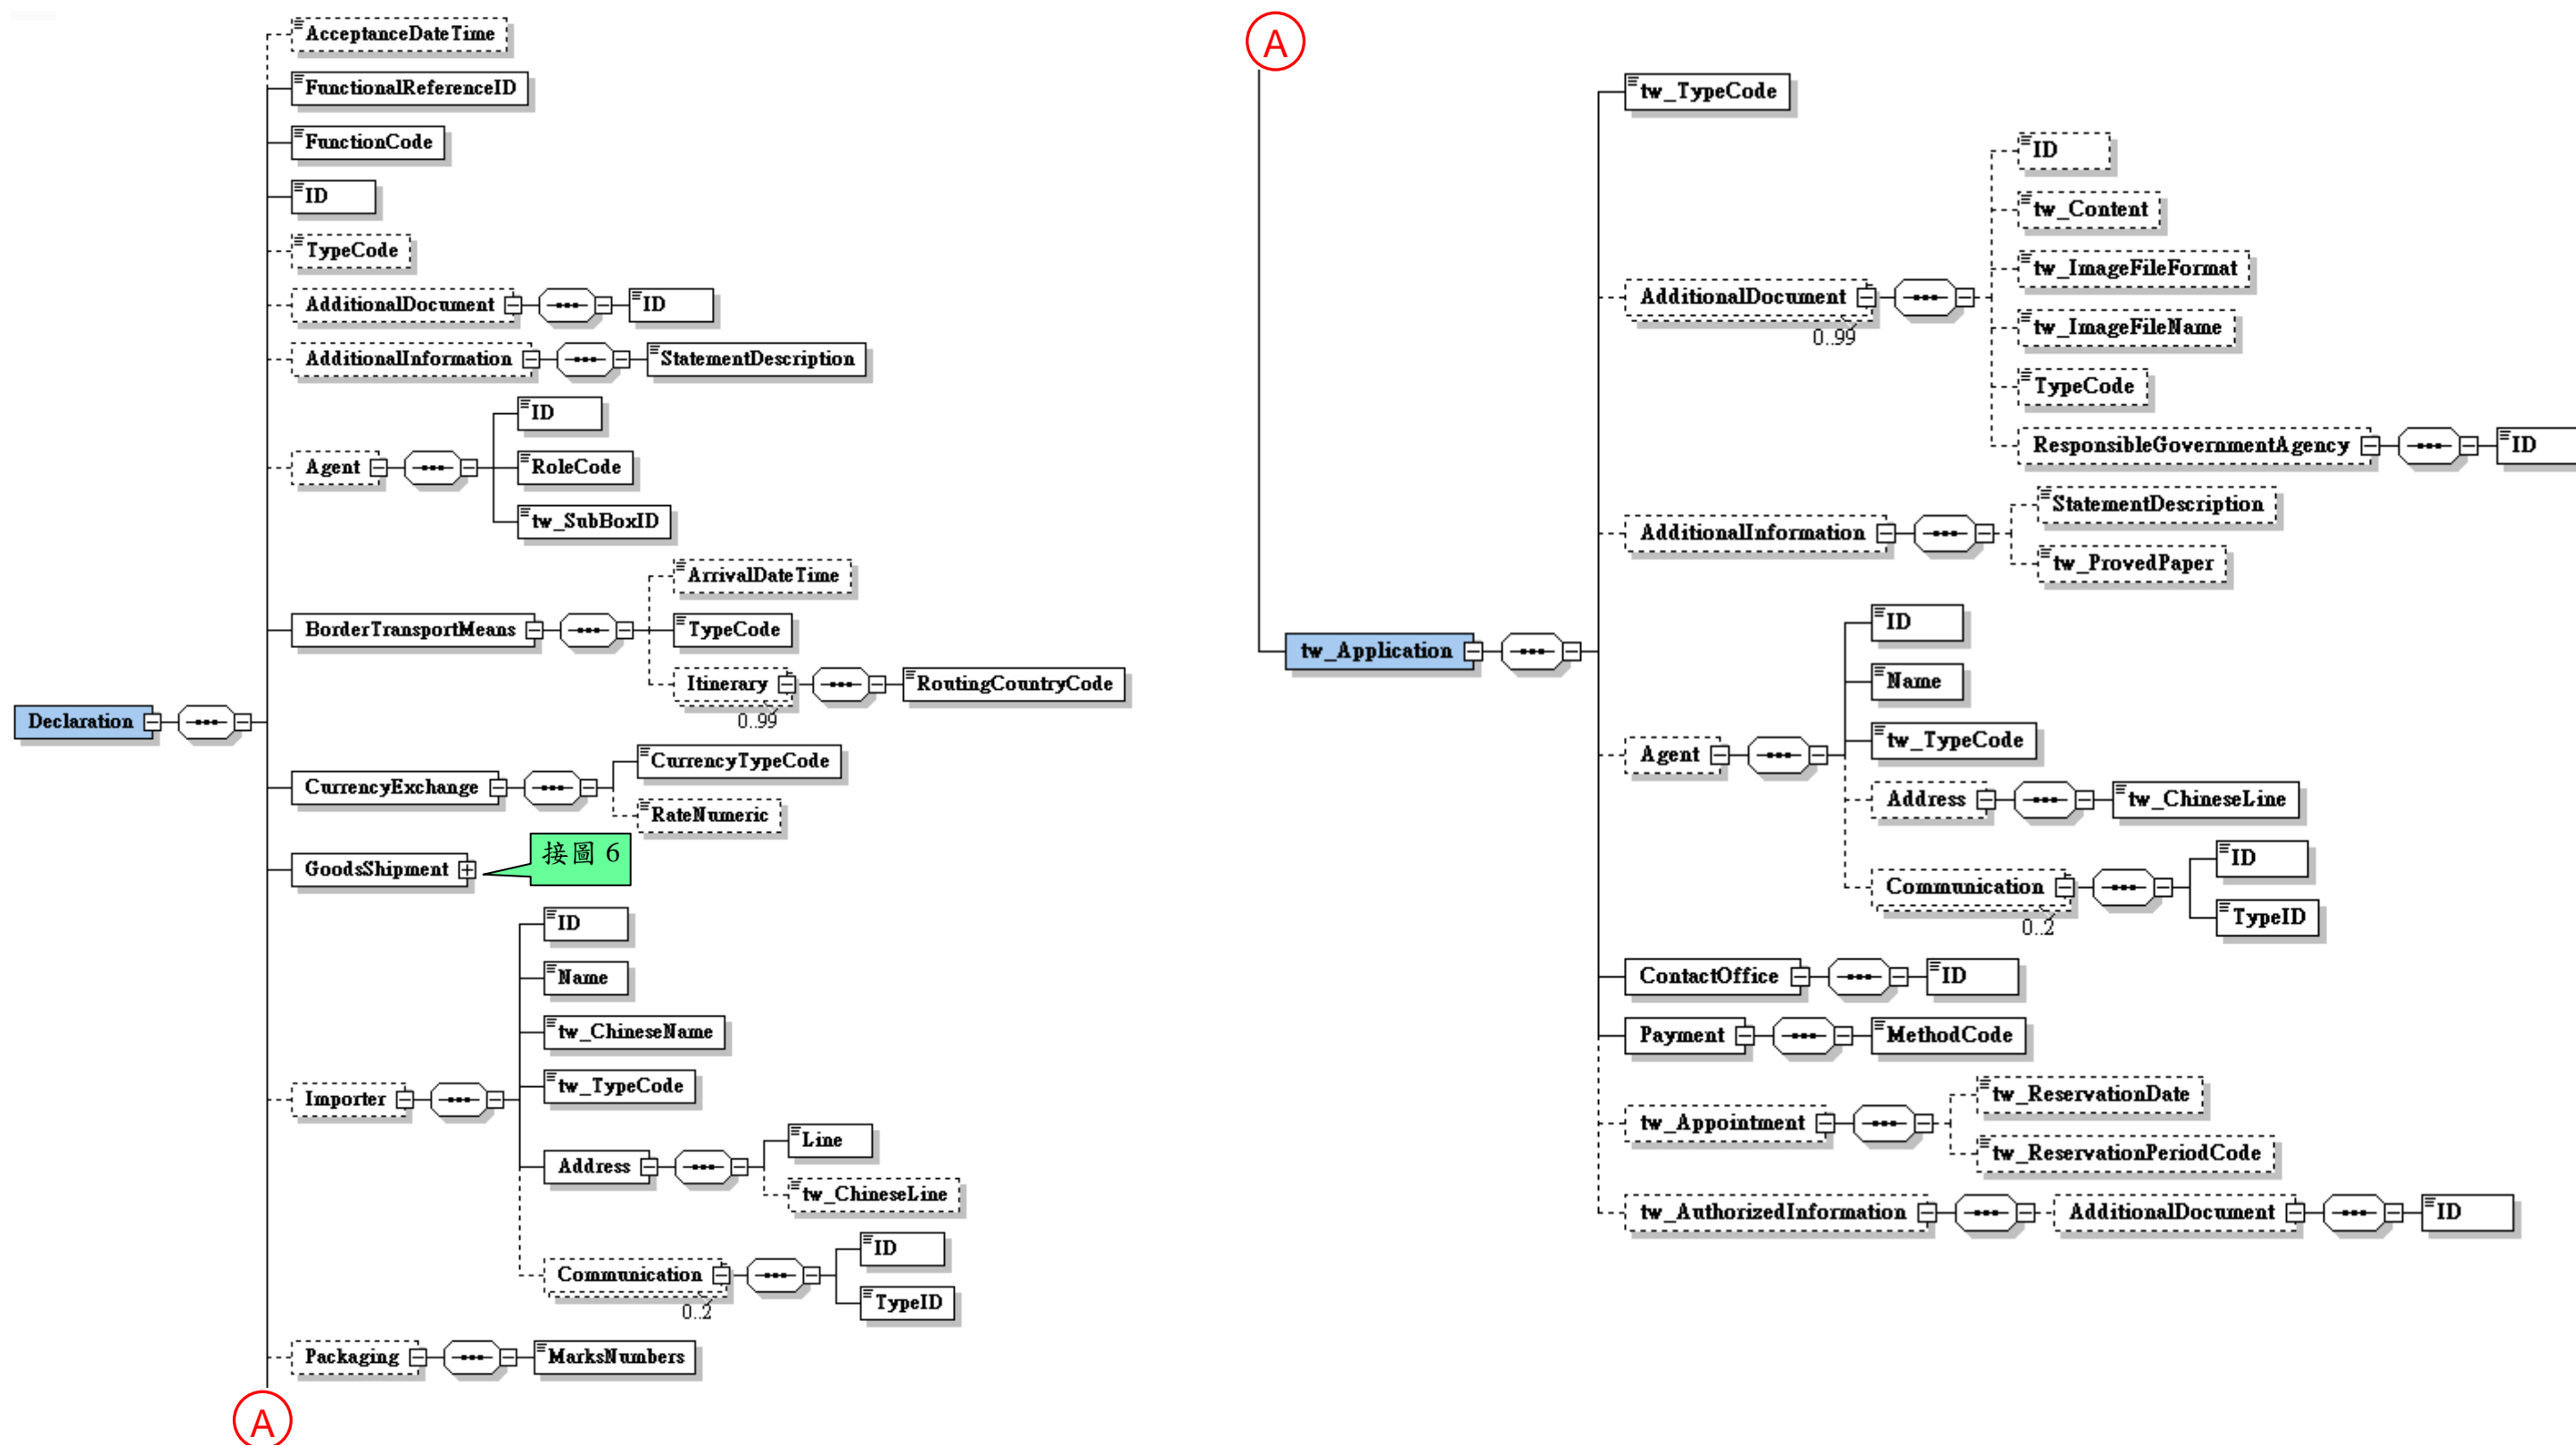 AcceptanceDateTime
FunctionalReferenceID
FunctionCode
ID
TypeCode
AdditionalDocument
ID
AdditionalInformation
StatementDescription
ID
Agent
RoleCode
tw_SubBoxID
ArrivalDateTime
BorderTransportMeans
TypeCode
Itinerary
RoutingCountryCode
0..99
Declaration
CurrencyTypeCode
CurrencyExchange
RateNumeric
GoodsShipment
接圖 6
ID
Name
tw_ChineseName
tw_TypeCode
Importer
Line
Address
tw_ChineseLine
ID
Communication
0..2
TypeID
Packaging
MarksNumbers
A
A
tw_TypeCode
ID
tw_Content
tw_ImageFileFormat
AdditionalDocument
0..99
tw_ImageFileName
TypeCode
ResponsibleGovernmentAgency
ID
StatementDescription
AdditionalInformation
tw_ProvedPaper
ID
tw_Application
Name
tw_TypeCode
Agent
Address
tw_ChineseLine
ID
Communication
0..2
TypeID
ContactOffice
ID
Payment
MethodCode
tw_ReservationDate
tw_Appointment
tw_ReservationPeriodCode
tw_AuthorizedInformation
AdditionalDocument
ID